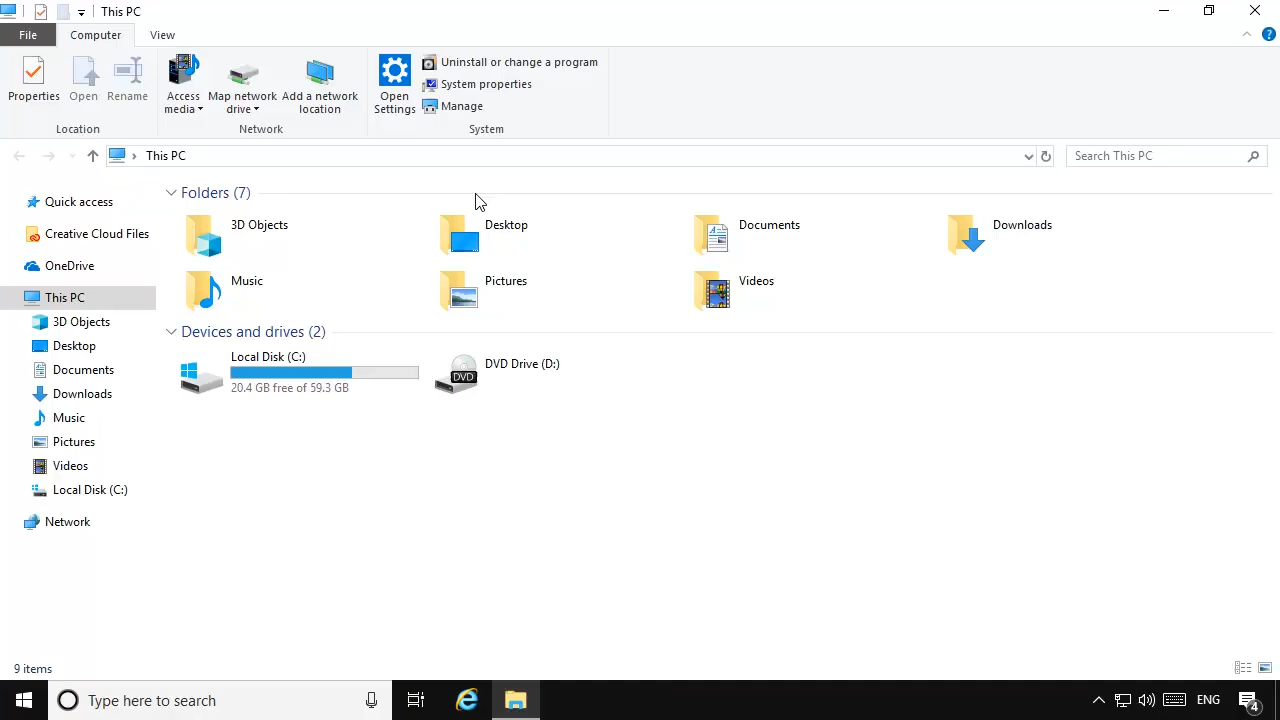 This PC
File
Computer
View
Properties
Open
Rename
Location
Access media
Map network drive
Add a network location
Network
Open Settings
Uninstall or change a program
System properties
Manage
System
This PC
Search This PC
Quick access
Creative Cloud Files
OneDrive
This PC
3D Objects
Desktop
Documents
Downloads
Music
Pictures
Videos
Local Disk (C:)
Network
Folders (7)
3D Objects
Desktop
Documents
Downloads
Music
Pictures
Videos
Devices and drives (2)
Local Disk (C:)
20.4 GB free of 59.3 GB
DVD
DVD Drive (D:)
9 items
Type here to search
ENG
4